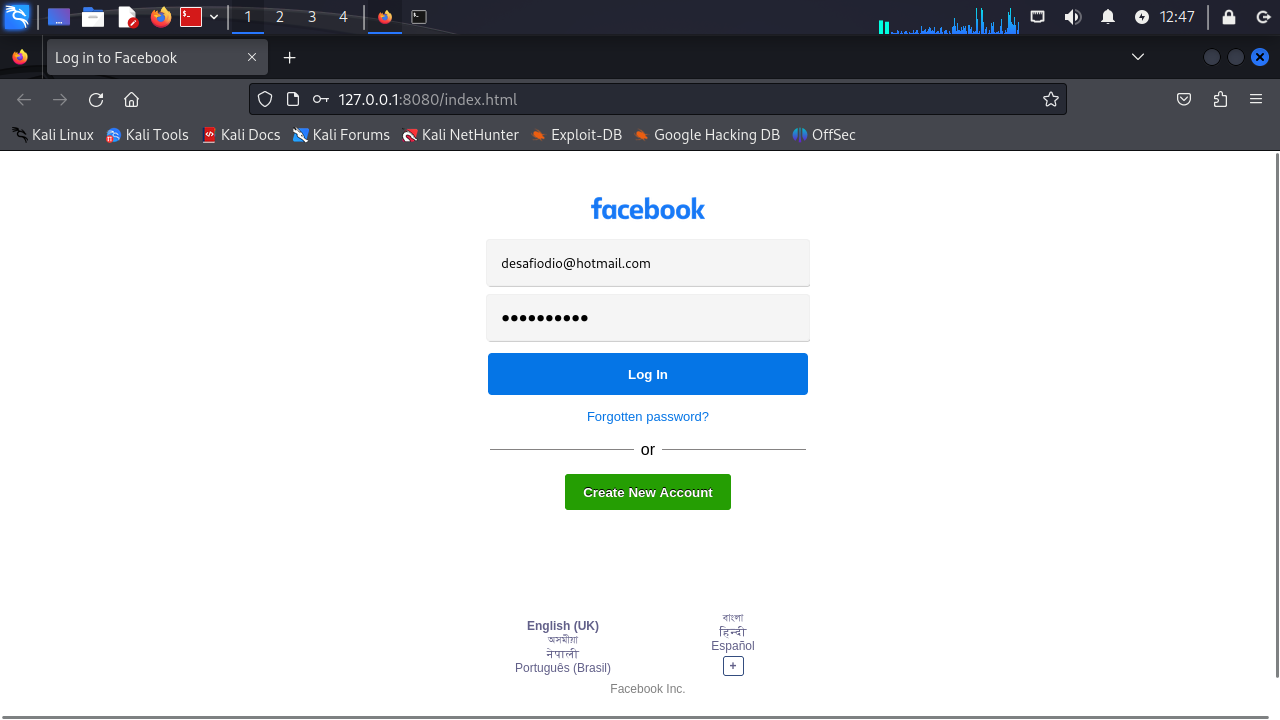 1 2 3 4 12:47
Log in to Facebook
127.0.0.1:8080/index.html
Kali Linux Kali Tools Kali Docs Kali Forums Kali NetHunter Exploit-DB Google Hacking DB OffSec
facebook
desafiodio@hotmail.com
••••••••••
Log In
Forgotten password?
or
Create New Account
English (UK)
অসমীয়া
नेपाली
Português (Brasil)
বাংলা
हिन्दी
Español
+
Facebook Inc.